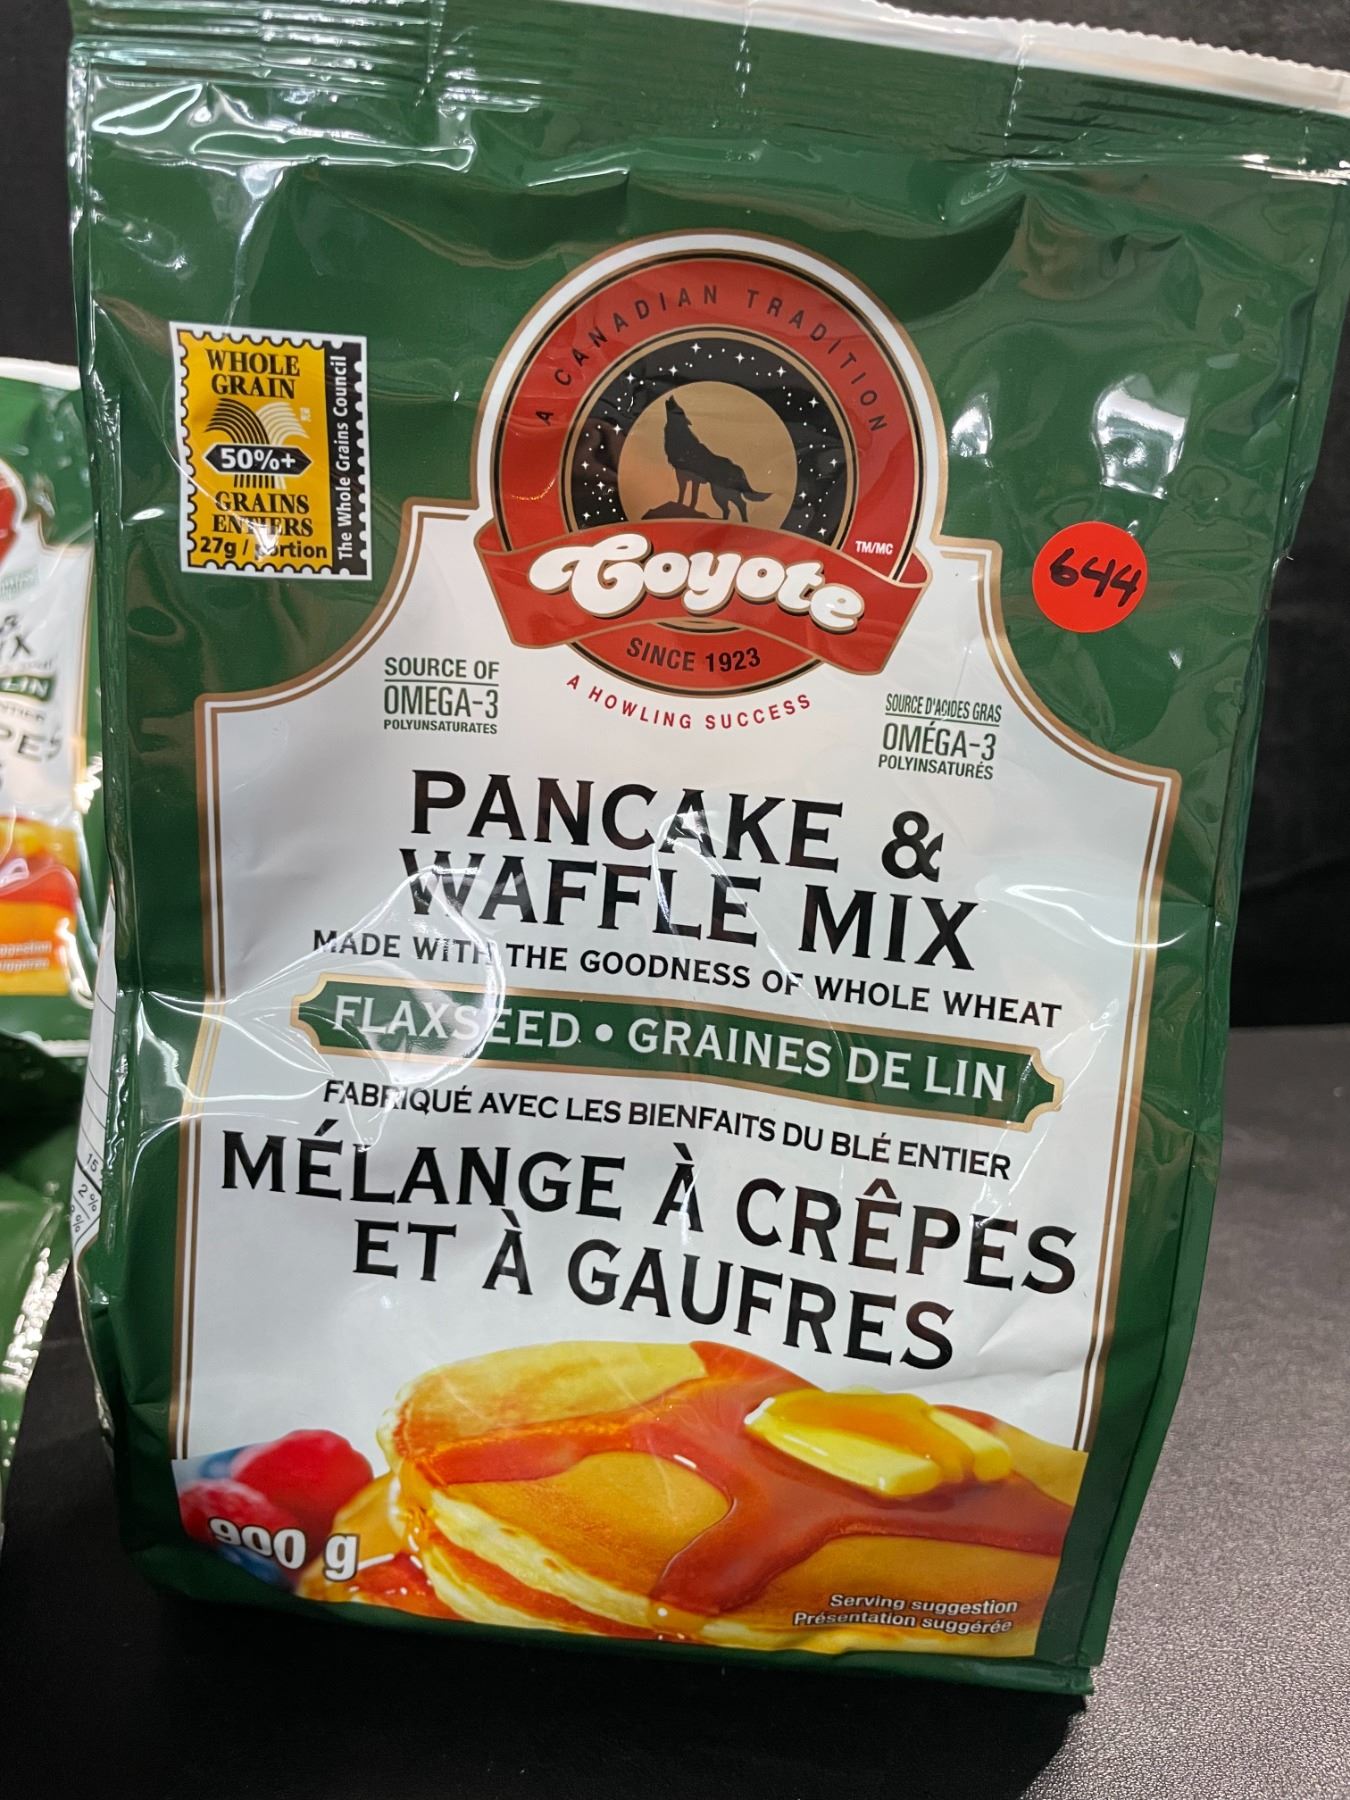 A CANADIAN TRADITION
WHOLE
GRAIN
50%+
GRAINS
ENTIERS
27g / portion
The Whole Grains Council
Coyote
TM/MC
SINCE 1923
A HOWLING SUCCESS
644
SOURCE OF
OMEGA-3
POLYUNSATURATES
SOURCE D'ACIDES GRAS
OMÉGA-3
POLYINSATURÉS
PANCAKE &
WAFFLE MIX
MADE WITH THE GOODNESS OF WHOLE WHEAT
FLAXSEED • GRAINES DE LIN
FABRIQUÉ AVEC LES BIENFAITS DU BLÉ ENTIER
MÉLANGE À CRÊPES
ET À GAUFRES
900 g
Serving suggestion
Présentation suggérée
15
2 %
LIN